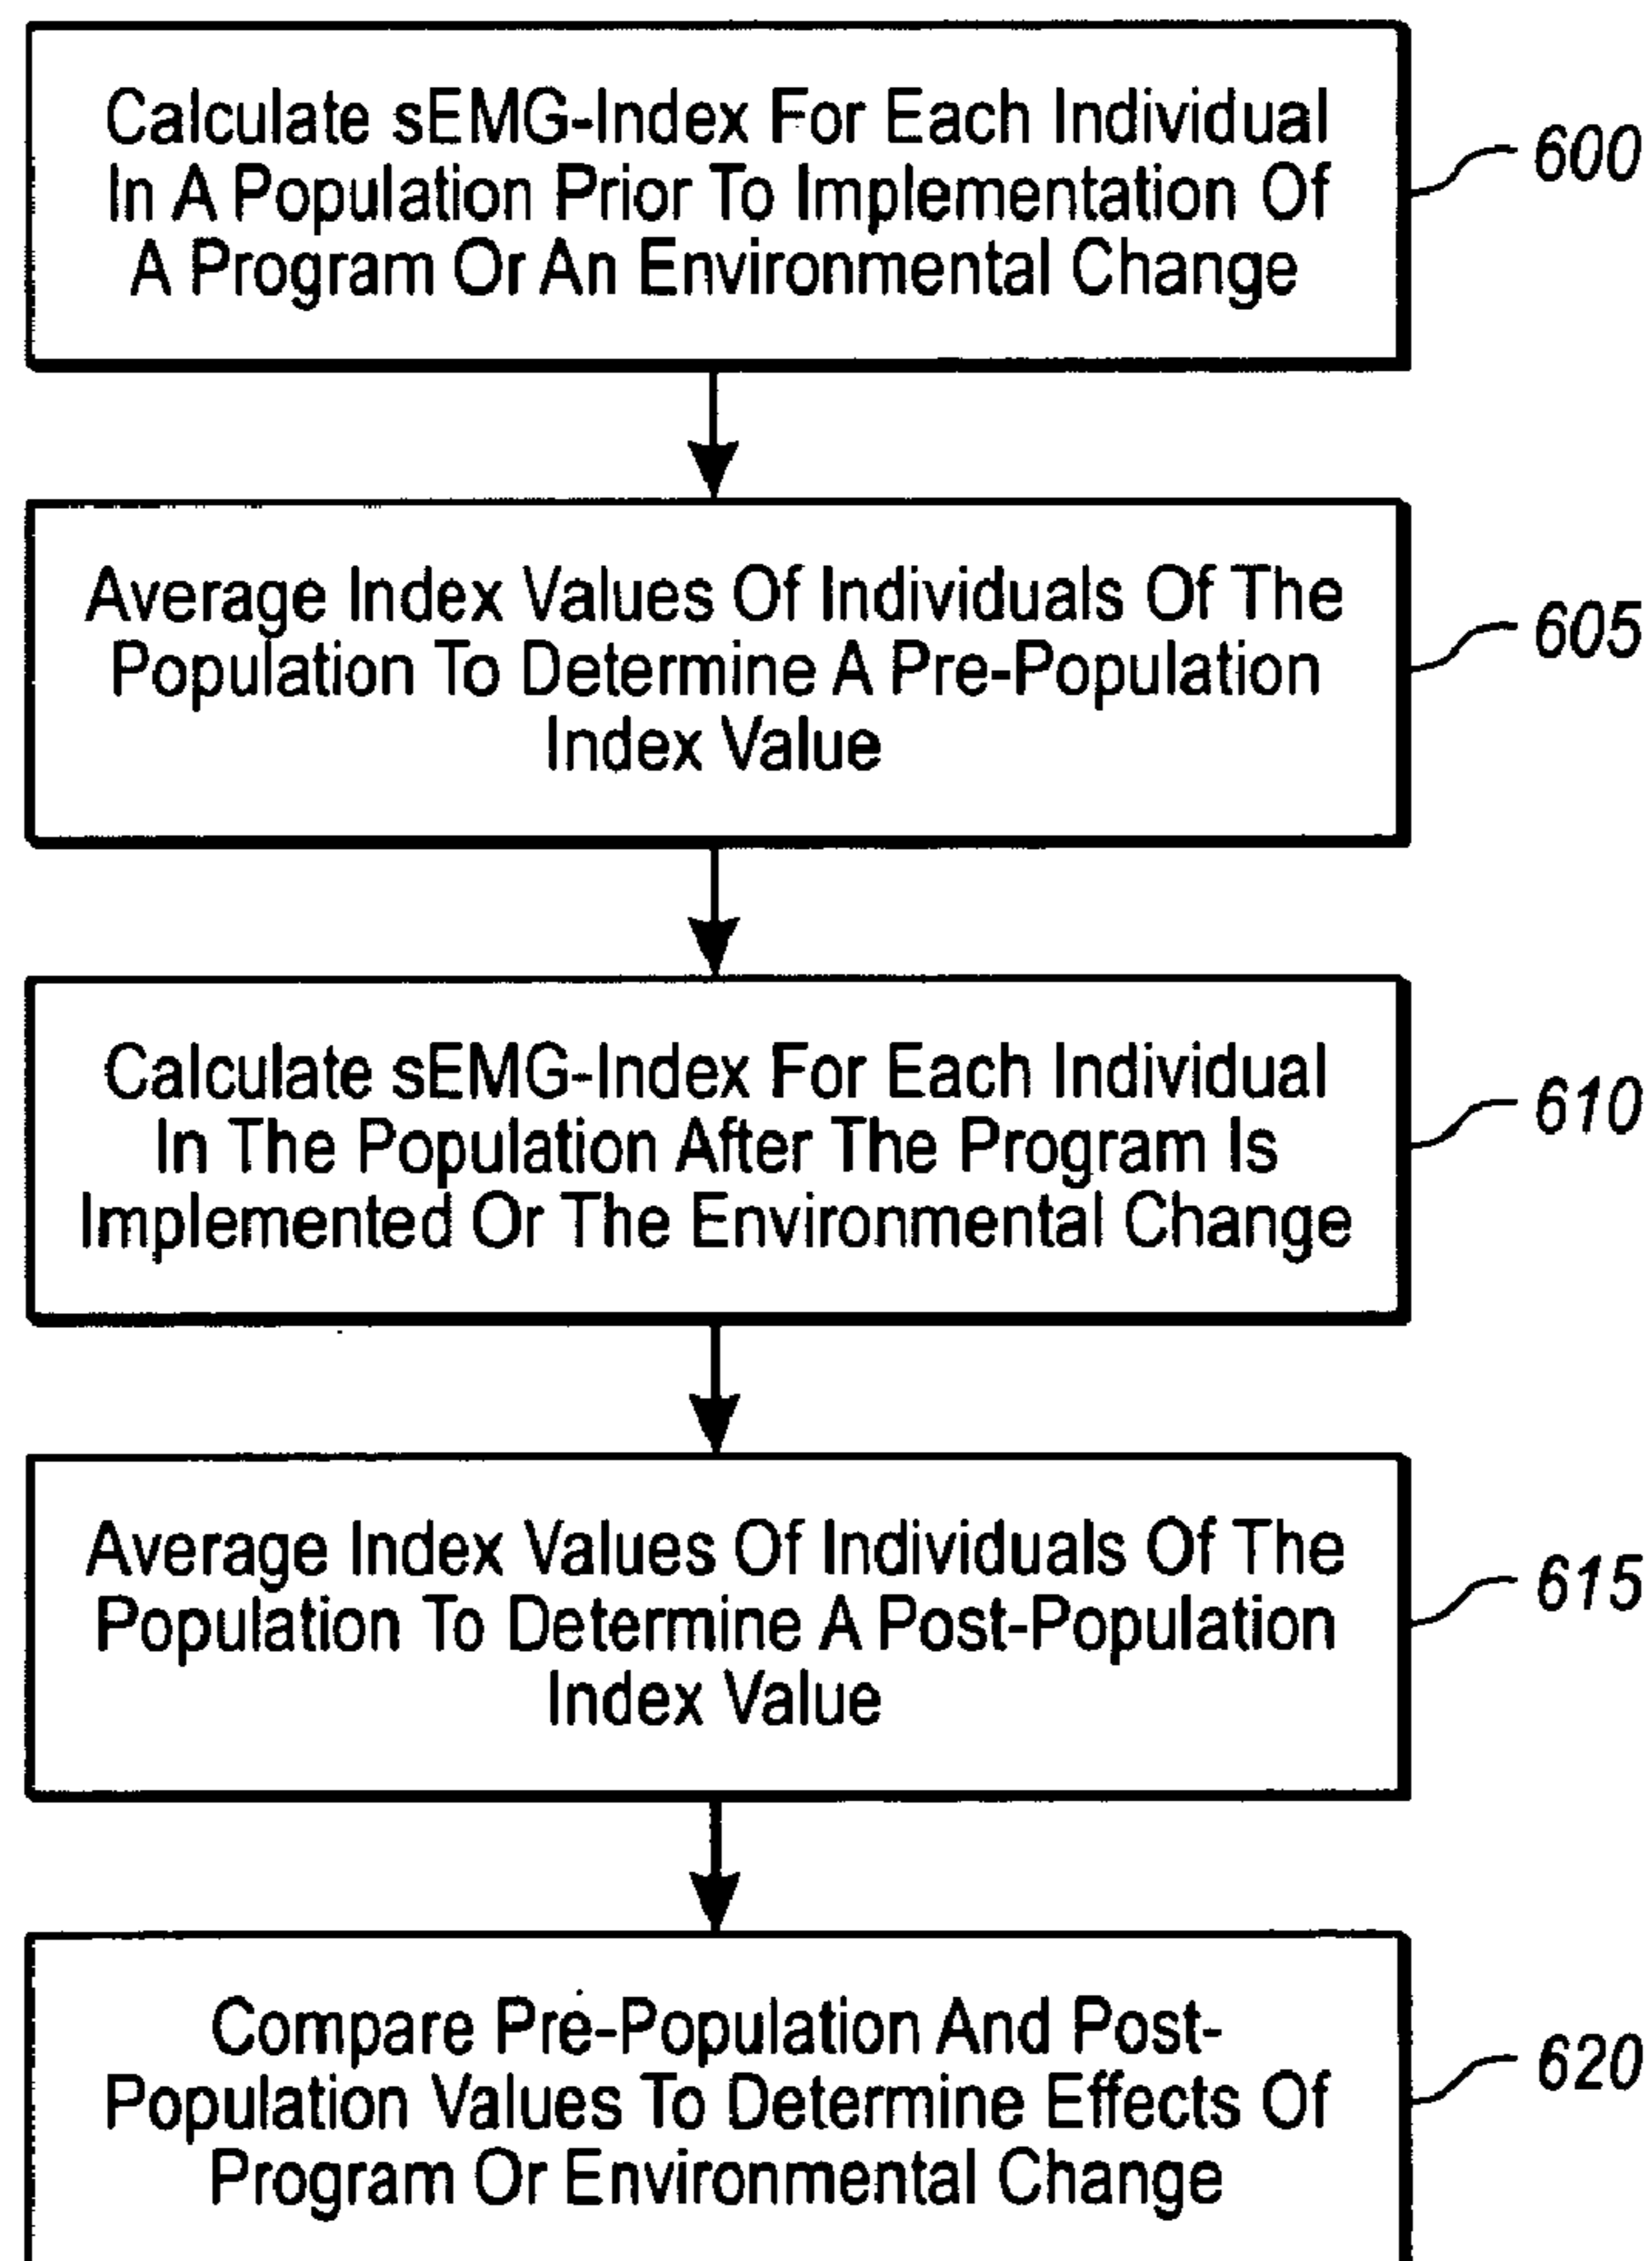 Calculate sEMG-Index For Each Individual
In A Population Prior To Implementation Of
A Program Or An Environmental Change
600
Average Index Values Of Individuals Of The
Population To Determine A Pre-Population
Index Value
605
Calculate sEMG-Index For Each Individual
In The Population After The Program Is
Implemented Or The Environmental Change
610
Average Index Values Of Individuals Of The
Population To Determine A Post-Population
Index Value
615
Compare Pre-Population And Post-
Population Values To Determine Effects Of
Program Or Environmental Change
620